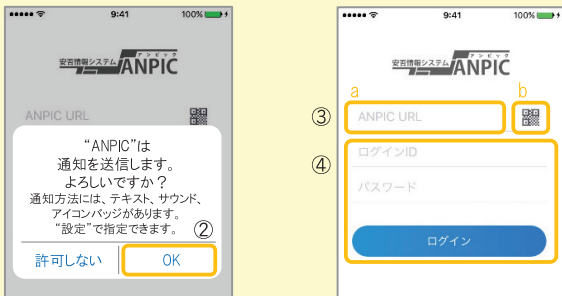 9:41
100%
安否情報システム
アンピック
ANPIC
ANPIC URL
“ANPIC”は
通知を送信します。
よろしいですか？
通知方法には、テキスト、サウンド、
アイコンバッジがあります。
“設定”で指定できます。
②
許可しない
OK
9:41
100%
安否情報システム
アンピック
ANPIC
a
b
③
ANPIC URL
④
ログインID
パスワード
ログイン